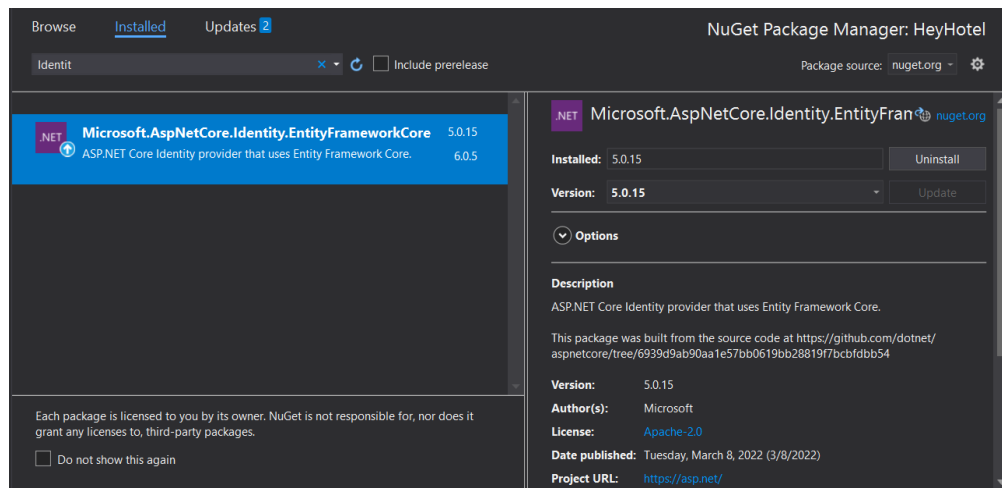 Browse Installed Updates 2
NuGet Package Manager: HeyHotel
Identit
Include prerelease
Package source: nuget.org
.NET
Microsoft.AspNetCore.Identity.EntityFrameworkCore 5.0.15
ASP.NET Core Identity provider that uses Entity Framework Core. 6.0.5
Each package is licensed to you by its owner. NuGet is not responsible for, nor does it
grant any licenses to, third-party packages.
Do not show this again
.NET
Microsoft.AspNetCore.Identity.EntityFran nuget.org
Installed: 5.0.15 Uninstall
Version: 5.0.15 Update
Options
Description
ASP.NET Core Identity provider that uses Entity Framework Core.
This package was built from the source code at https://github.com/dotnet/
aspnetcore/tree/6939d9ab90aa1e57bb0619bb28819f7bcbfdbb54
Version: 5.0.15
Author(s): Microsoft
License: Apache-2.0
Date published: Tuesday, March 8, 2022 (3/8/2022)
Project URL: https://asp.net/